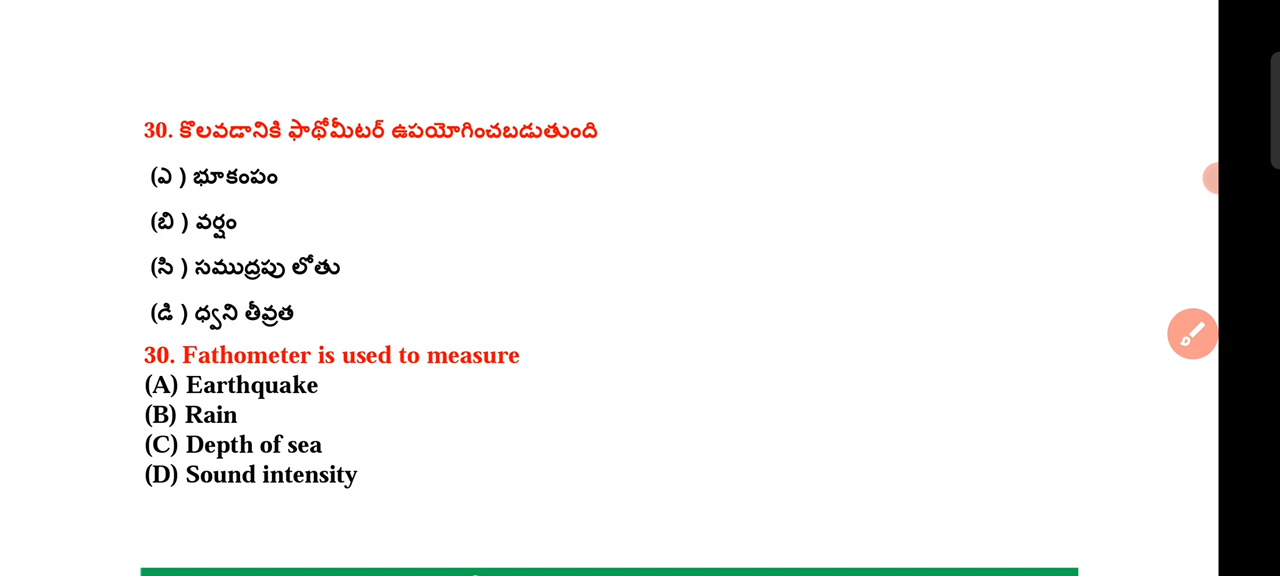 30. కొలవడానికి ఫాథోమీటర్ ఉపయోగించబడుతుంది
(ఎ ) భూకంపం
(బి ) వర్షం
(సి ) సముద్రపు లోతు
(డి ) ధ్వని తీవ్రత
30. Fathometer is used to measure
(A) Earthquake
(B) Rain
(C) Depth of sea
(D) Sound intensity